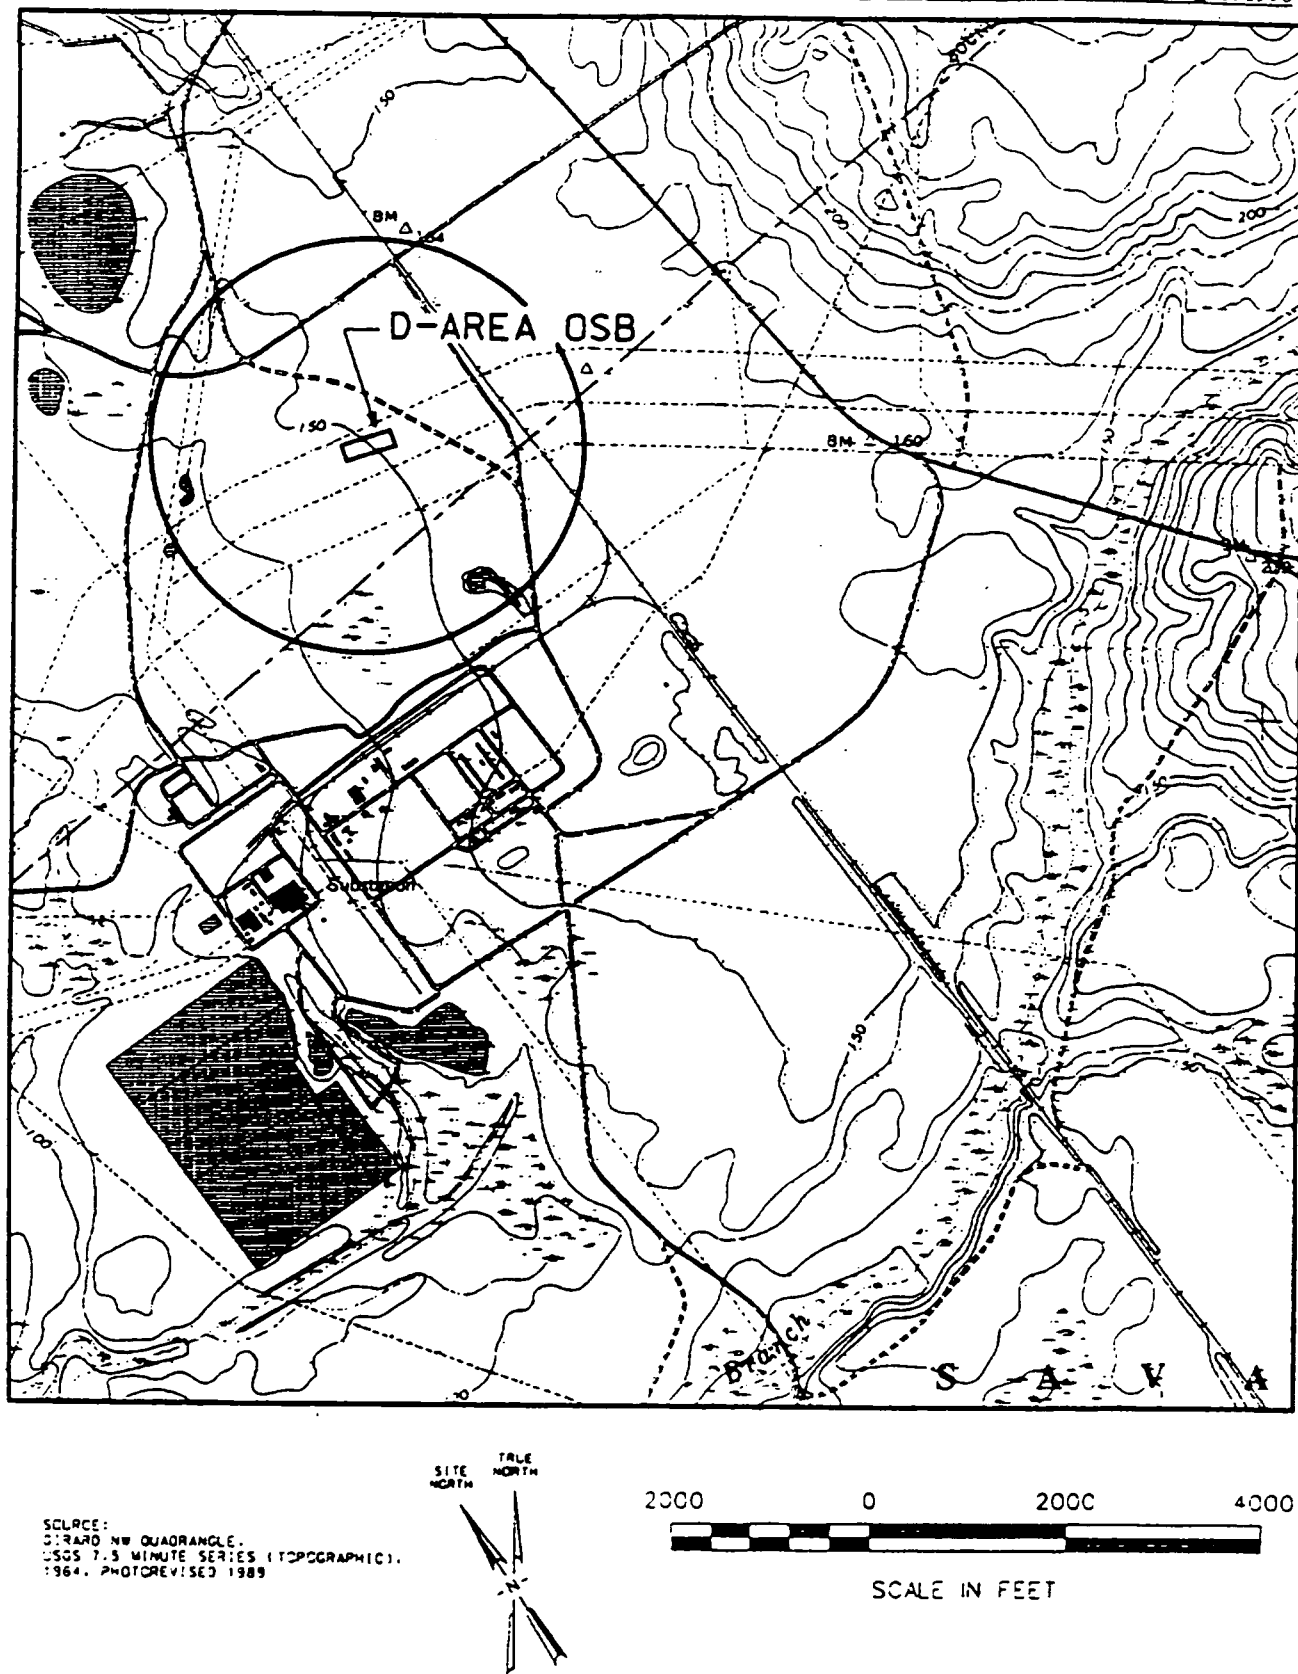 BM
150
200
200
D-AREA OSB
150
BM 160
Substation
150
100
Branch
S A V A
SITE NORTH
TRUE NORTH
2000 0 2000 4000
SCALE IN FEET
SOURCE:
GIRARD NW QUADRANGLE.
USGS 7.5 MINUTE SERIES (TOPOGRAPHIC).
1964. PHOTOREVISED 1989